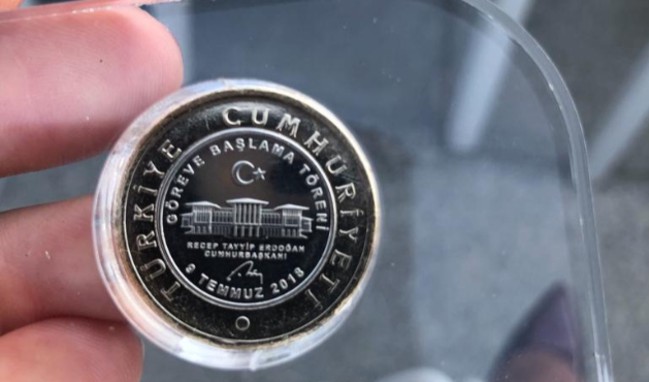 TÜRKİYE CUMHURİYETİ
GÖREVE BAŞLAMA TÖRENİ
RECEP TAYYİP ERDOĞAN
CUMHURBAŞKANI
9 TEMMUZ 2018